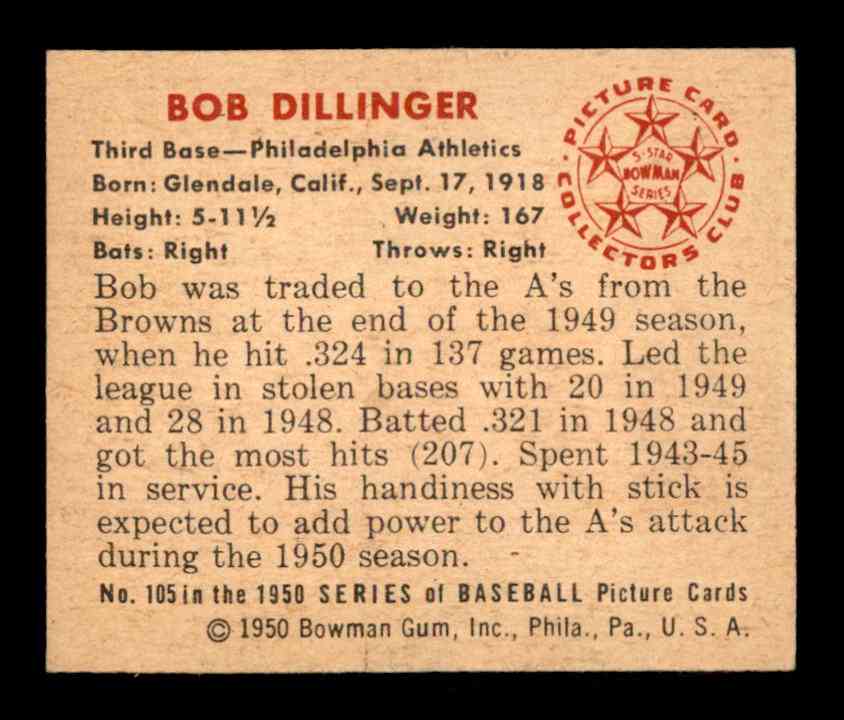 BOB DILLINGER
Third Base—Philadelphia Athletics
Born: Glendale, Calif., Sept. 17, 1918
Height: 5-11½ Weight: 167
Bats: Right Throws: Right
PICTURE CARD
COLLECTORS CLUB
5-STAR
BOWMAN
SERIES
Bob was traded to the A's from the
Browns at the end of the 1949 season,
when he hit .324 in 137 games. Led the
league in stolen bases with 20 in 1949
and 28 in 1948. Batted .321 in 1948 and
got the most hits (207). Spent 1943-45
in service. His handiness with stick is
expected to add power to the A's attack
during the 1950 season.
No. 105 in the 1950 SERIES of BASEBALL Picture Cards
© 1950 Bowman Gum, Inc., Phila., Pa., U. S. A.